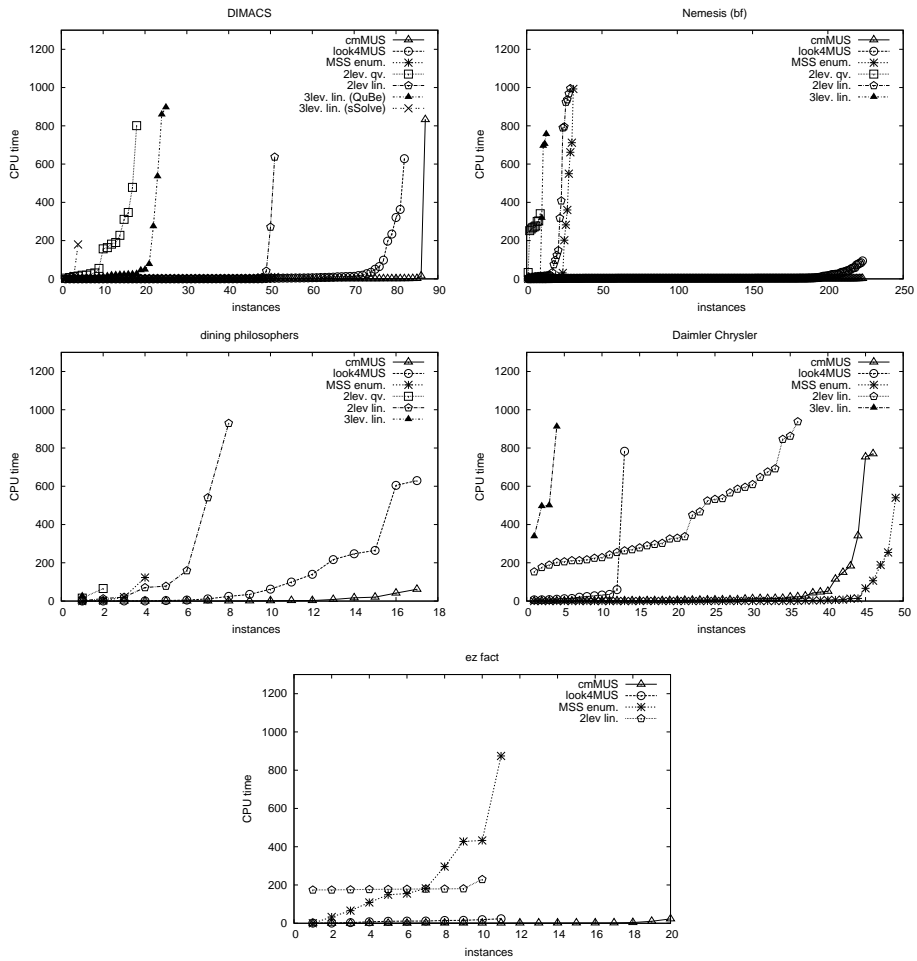 DIMACS
CPU time
1200
1000
800
600
400
200
0
0 10 20 30 40 50 60 70 80 90
instances
cmMUS
look4MUS
MSS enum.
2lev. qv.
2lev lin.
3lev. lin. (QuBe)
3lev. lin. (sSolve)
Nemesis (bf)
CPU time
1200
1000
800
600
400
200
0
0 50 100 150 200 250
instances
cmMUS
look4MUS
MSS enum.
2lev. qv.
2lev lin.
3lev. lin.
dining philosophers
CPU time
1200
1000
800
600
400
200
0
0 2 4 6 8 10 12 14 16 18
instances
cmMUS
look4MUS
MSS enum.
2lev. qv.
2lev lin.
3lev. lin.
Daimler Chrysler
CPU time
1200
1000
800
600
400
200
0
0 5 10 15 20 25 30 35 40 45 50
instances
cmMUS
look4MUS
MSS enum.
2lev lin.
3lev. lin.
ez fact
CPU time
1200
1000
800
600
400
200
0
0 2 4 6 8 10 12 14 16 18 20
instances
cmMUS
look4MUS
MSS enum.
2lev lin.